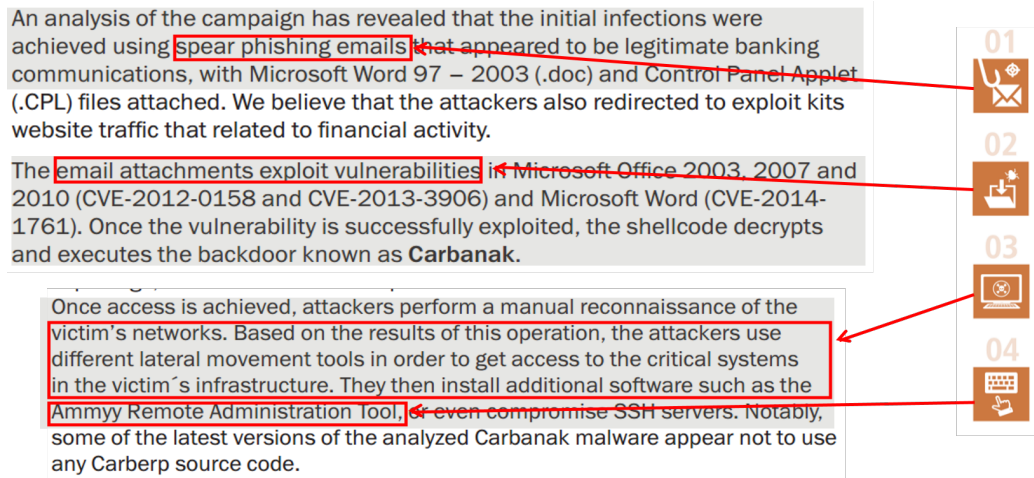 An analysis of the campaign has revealed that the initial infections were
achieved using spear phishing emails that appeared to be legitimate banking
communications, with Microsoft Word 97 – 2003 (.doc) and Control Panel Applet
(.CPL) files attached. We believe that the attackers also redirected to exploit kits
website traffic that related to financial activity.
The email attachments exploit vulnerabilities in Microsoft Office 2003, 2007 and
2010 (CVE-2012-0158 and CVE-2013-3906) and Microsoft Word (CVE-2014-
1761). Once the vulnerability is successfully exploited, the shellcode decrypts
and executes the backdoor known as Carbanak.
Once access is achieved, attackers perform a manual reconnaissance of the
victim's networks. Based on the results of this operation, the attackers use
different lateral movement tools in order to get access to the critical systems
in the victim´s infrastructure. They then install additional software such as the
Ammyy Remote Administration Tool, or even compromise SSH servers. Notably,
some of the latest versions of the analyzed Carbanak malware appear not to use
any Carberp source code.
01
02
03
04